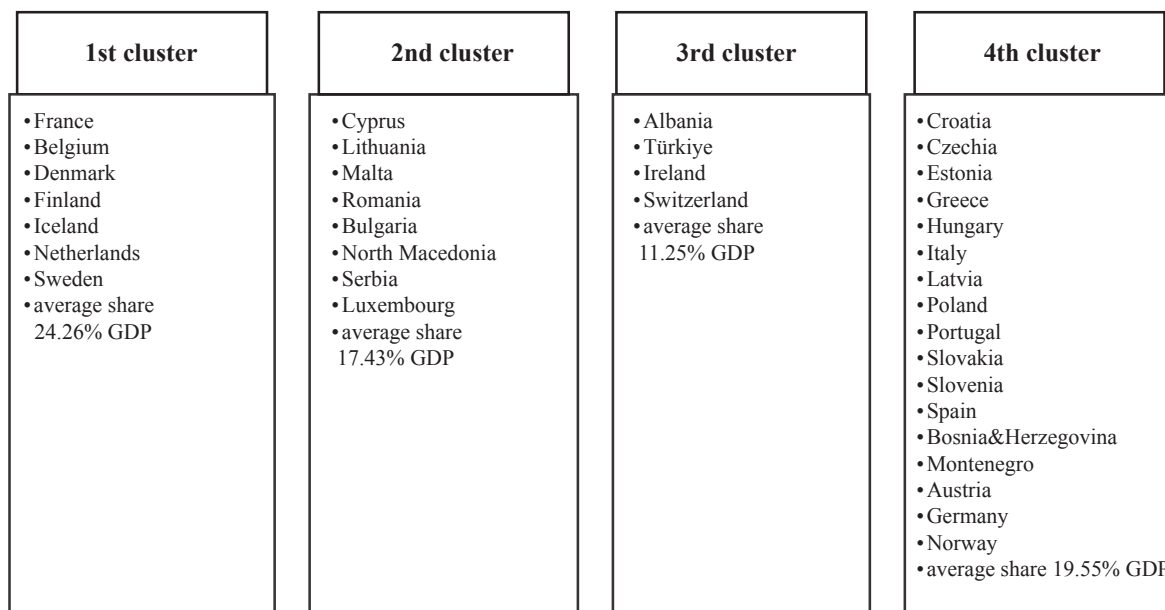 1st cluster
•France
•Belgium
•Denmark
•Finland
•Iceland
•Netherlands
•Sweden
•average share
24.26% GDP
2nd cluster
•Cyprus
•Lithuania
•Malta
•Romania
•Bulgaria
•North Macedonia
•Serbia
•Luxembourg
•average share
17.43% GDP
3rd cluster
•Albania
•Türkiye
•Ireland
•Switzerland
•average share
11.25% GDP
4th cluster
•Croatia
•Czechia
•Estonia
•Greece
•Hungary
•Italy
•Latvia
•Poland
•Portugal
•Slovakia
•Slovenia
•Spain
•Bosnia&Herzegovina
•Montenegro
•Austria
•Germany
•Norway
•average share 19.55% GDP